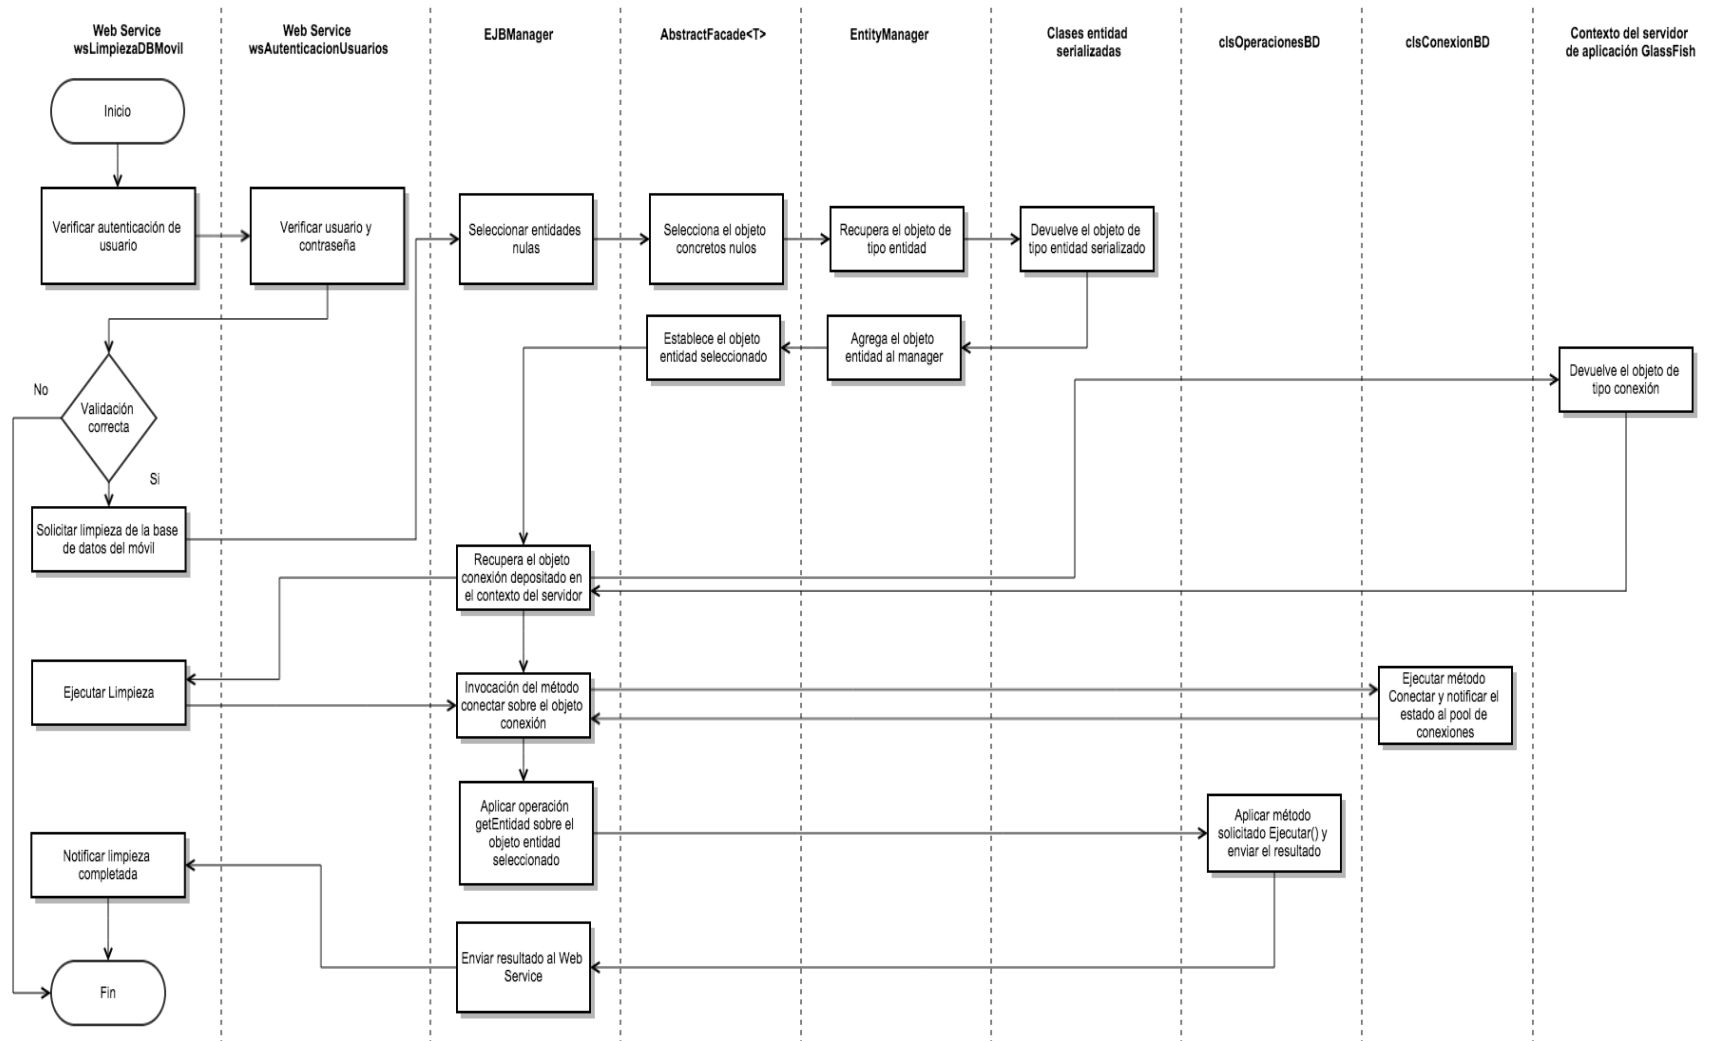 Web Service
wsLimpiezaDBMovil
Web Service
wsAutenticacionUsuarios
EJBManager
AbstractFacade<T>
EntityManager
Clases entidad
serializadas
clsOperacionesBD
clsConexionBD
Contexto del servidor
de aplicación GlassFish
Inicio
Verificar autenticación de
usuario
Verificar usuario y
contraseña
Seleccionar entidades
nulas
Selecciona el objeto
concretos nulos
Recupera el objeto de
tipo entidad
Devuelve el objeto de
tipo entidad serializado
Establece el objeto
entidad seleccionado
Agrega el objeto
entidad al manager
Devuelve el objeto de
tipo conexión
No
Validación
correcta
Si
Solicitar limpieza de la base
de datos del móvil
Recupera el objeto
conexión depositado en
el contexto del servidor
Ejecutar Limpieza
Invocación del método
conectar sobre el objeto
conexión
Ejecutar método
Conectar y notificar el
estado al pool de
conexiones
Aplicar operación
getEntidad sobre el
objeto entidad
seleccionado
Aplicar método
solicitado Ejecutar() y
enviar el resultado
Notificar limpieza
completada
Enviar resultado al Web
Service
Fin